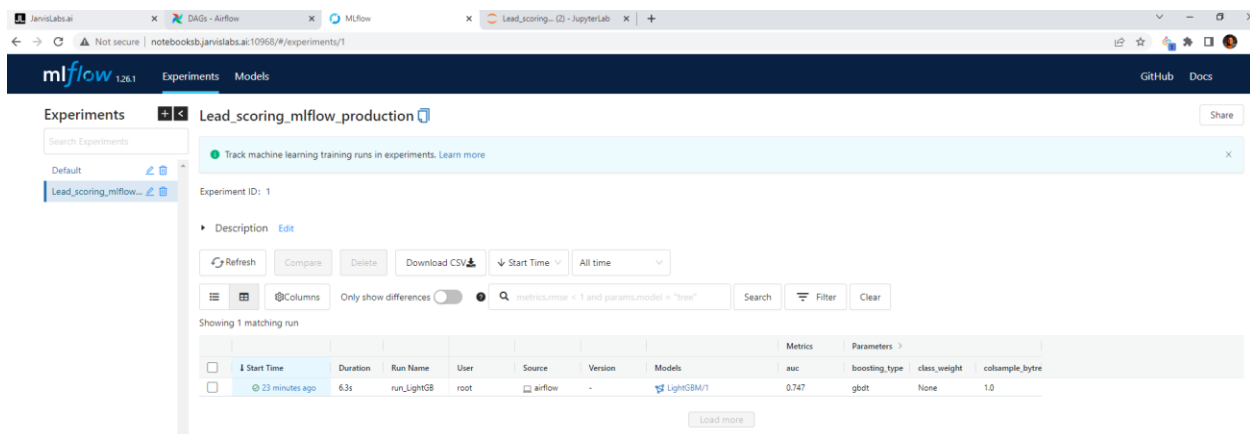 JarvisLabs.ai
DAGs - Airflow
MLflow
Lead_scoring... (2) - JupyterLab
Not secure | notebooksb.jarvislabs.ai:10968/#/experiments/1
mlflow 1.26.1 Experiments Models GitHub Docs
Experiments
Search Experiments
Default
Lead_scoring_mlflow...
Lead_scoring_mlflow_production Share
Track machine learning training runs in experiments. Learn more
Experiment ID: 1
Description Edit
Refresh Compare Delete Download CSV Start Time All time
Columns Only show differences metrics.rmse < 1 and params.model = "tree" Search Filter Clear
Showing 1 matching run
Metrics Parameters >
Start Time Duration Run Name User Source Version Models auc boosting_type class_weight colsample_bytre
23 minutes ago 6.3s run_LightGB root airflow - LightGBM/1 0.747 gbdt None 1.0
Load more